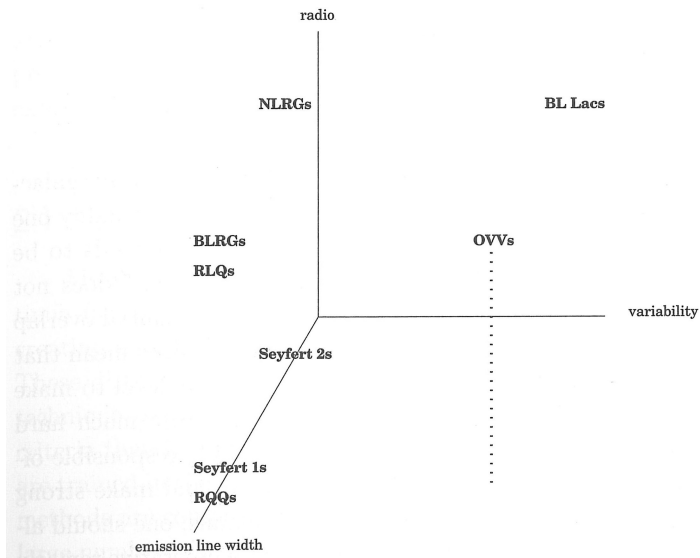 radio
NLRGs
BL Lacs
BLRGs
OVVs
RLQs
variability
Seyfert 2s
Seyfert 1s
RQQs
emission line width